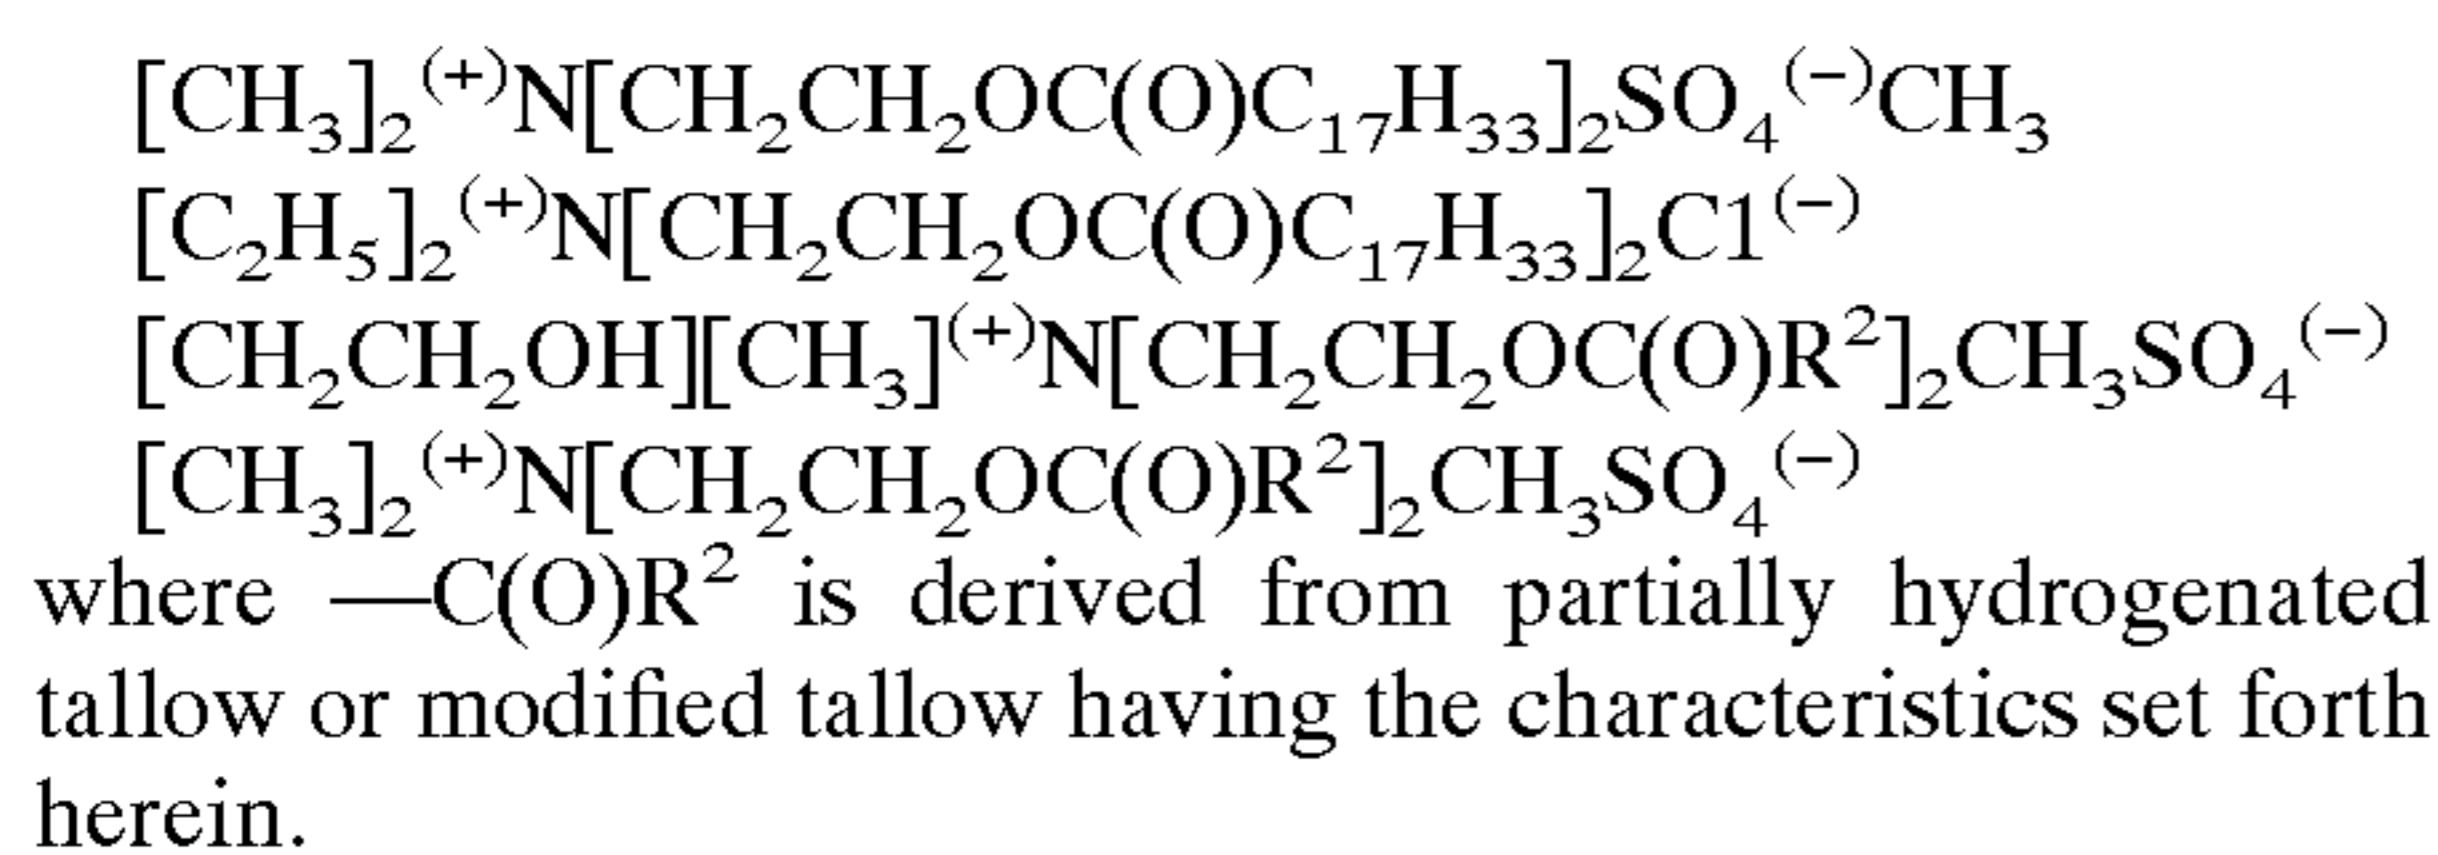 [CH₃]₂⁽⁺⁾N[CH₂CH₂OC(O)C₁₇H₃₃]₂SO₄⁽⁻⁾CH₃
[C₂H₅]₂⁽⁺⁾N[CH₂CH₂OC(O)C₁₇H₃₃]₂C1⁽⁻⁾
[CH₂CH₂OH][CH₃]⁽⁺⁾N[CH₂CH₂OC(O)R²]₂CH₃SO₄⁽⁻⁾
[CH₃]₂⁽⁺⁾N[CH₂CH₂OC(O)R²]₂CH₃SO₄⁽⁻⁾
where —C(O)R² is derived from partially hydrogenated
tallow or modified tallow having the characteristics set forth
herein.